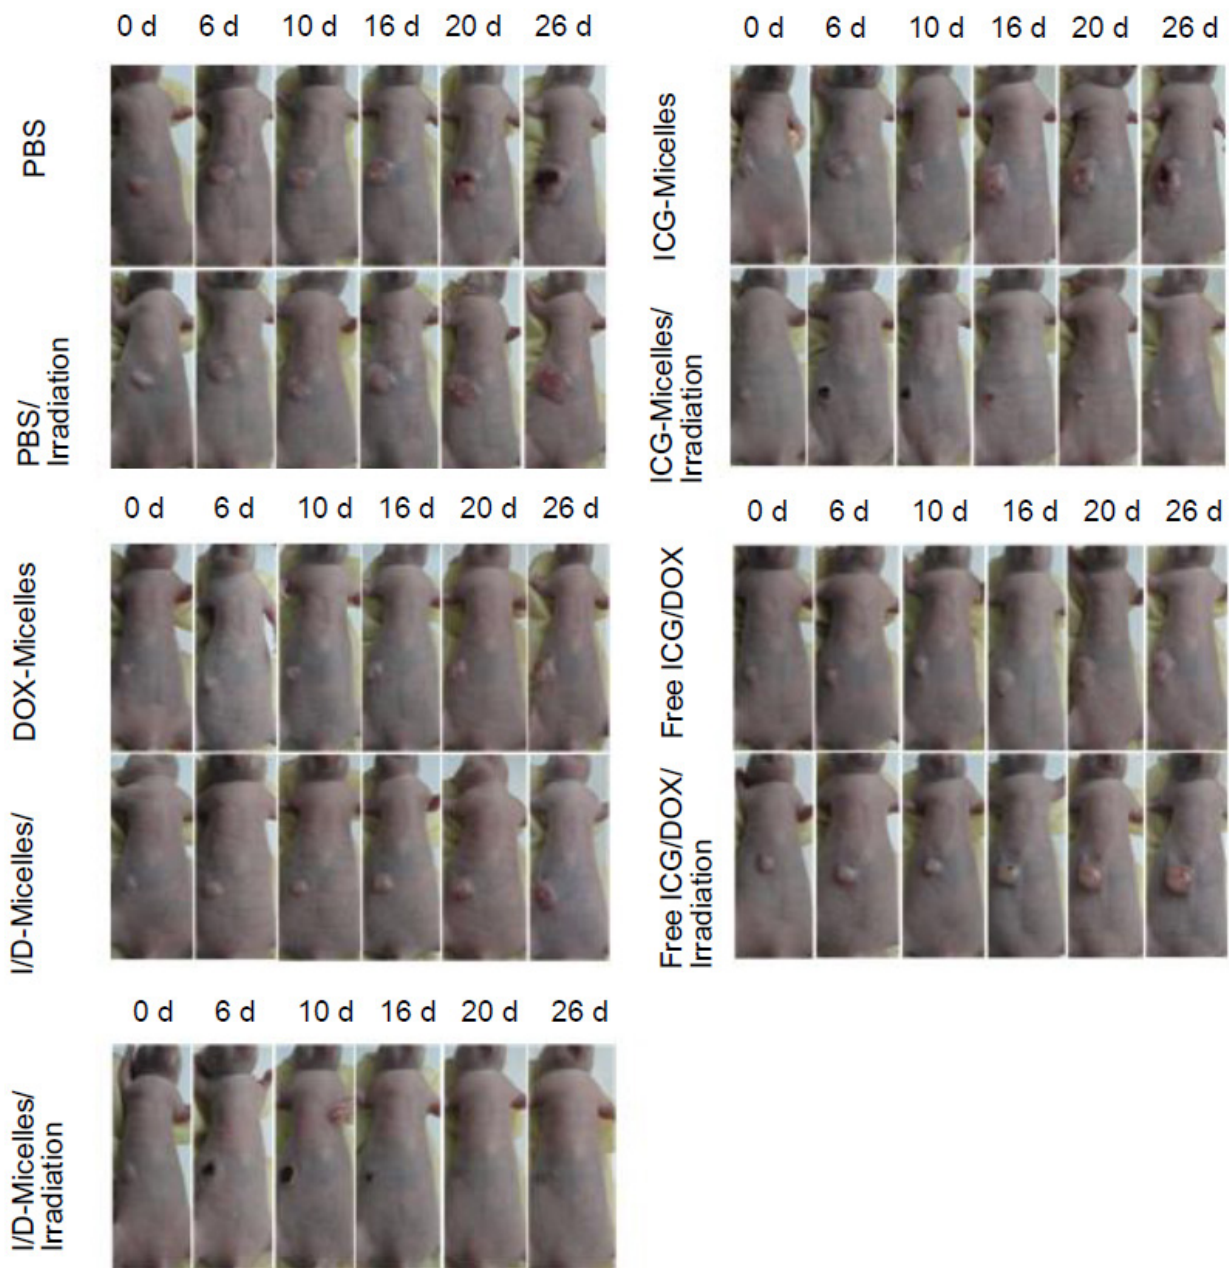 0 d 6 d 10 d 16 d 20 d 26 d
PBS
PBS/
Irradiation
0 d 6 d 10 d 16 d 20 d 26 d
ICG-Micelles
ICG-Micelles/
Irradiation
0 d 6 d 10 d 16 d 20 d 26 d
DOX-Micelles
I/D-Micelles/
0 d 6 d 10 d 16 d 20 d 26 d
Free ICG/DOX
Free ICG/DOX/
Irradiation
0 d 6 d 10 d 16 d 20 d 26 d
I/D-Micelles/
Irradiation